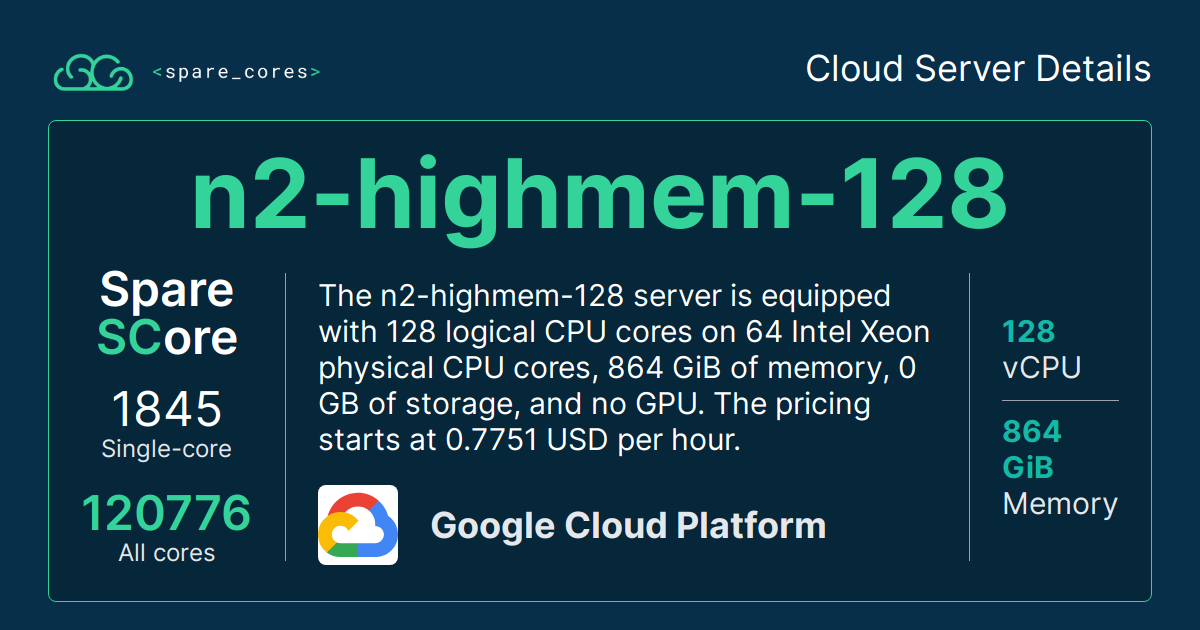 <spare_cores>
Cloud Server Details
n2-highmem-128
Spare
SCore
1845
Single-core
120776
All cores
The n2-highmem-128 server is equipped
with 128 logical CPU cores on 64 Intel Xeon
physical CPU cores, 864 GiB of memory, 0
GB of storage, and no GPU. The pricing
starts at 0.7751 USD per hour.
Google Cloud Platform
128
vCPU
864
GiB
Memory